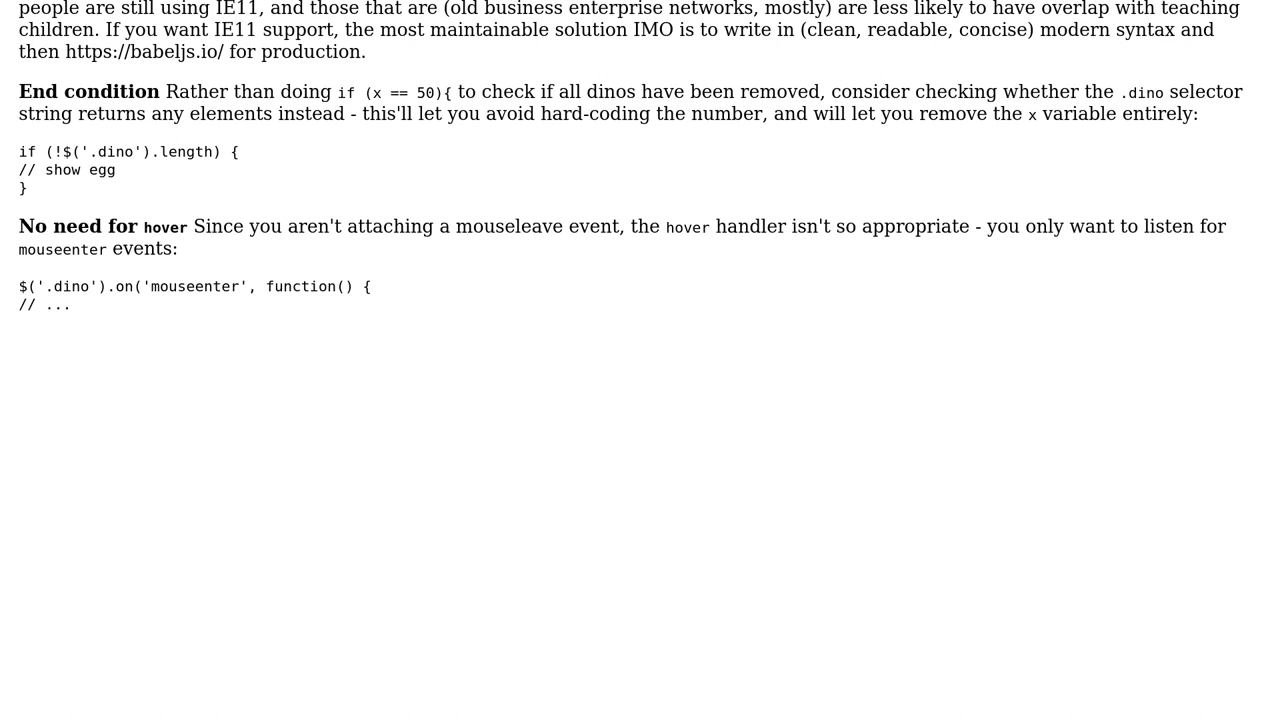 people are still using IE11, and those that are (old business enterprise networks, mostly) are less likely to have overlap with teaching
children. If you want IE11 support, the most maintainable solution IMO is to write in (clean, readable, concise) modern syntax and
then https://babeljs.io/ for production.
End condition Rather than doing if (x == 50){ to check if all dinos have been removed, consider checking whether the .dino selector
string returns any elements instead - this'll let you avoid hard-coding the number, and will let you remove the x variable entirely:
if (!$('.dino').length) {
// show egg
}
No need for hover Since you aren't attaching a mouseleave event, the hover handler isn't so appropriate - you only want to listen for
mouseenter events:
$('.dino').on('mouseenter', function() {
// ...